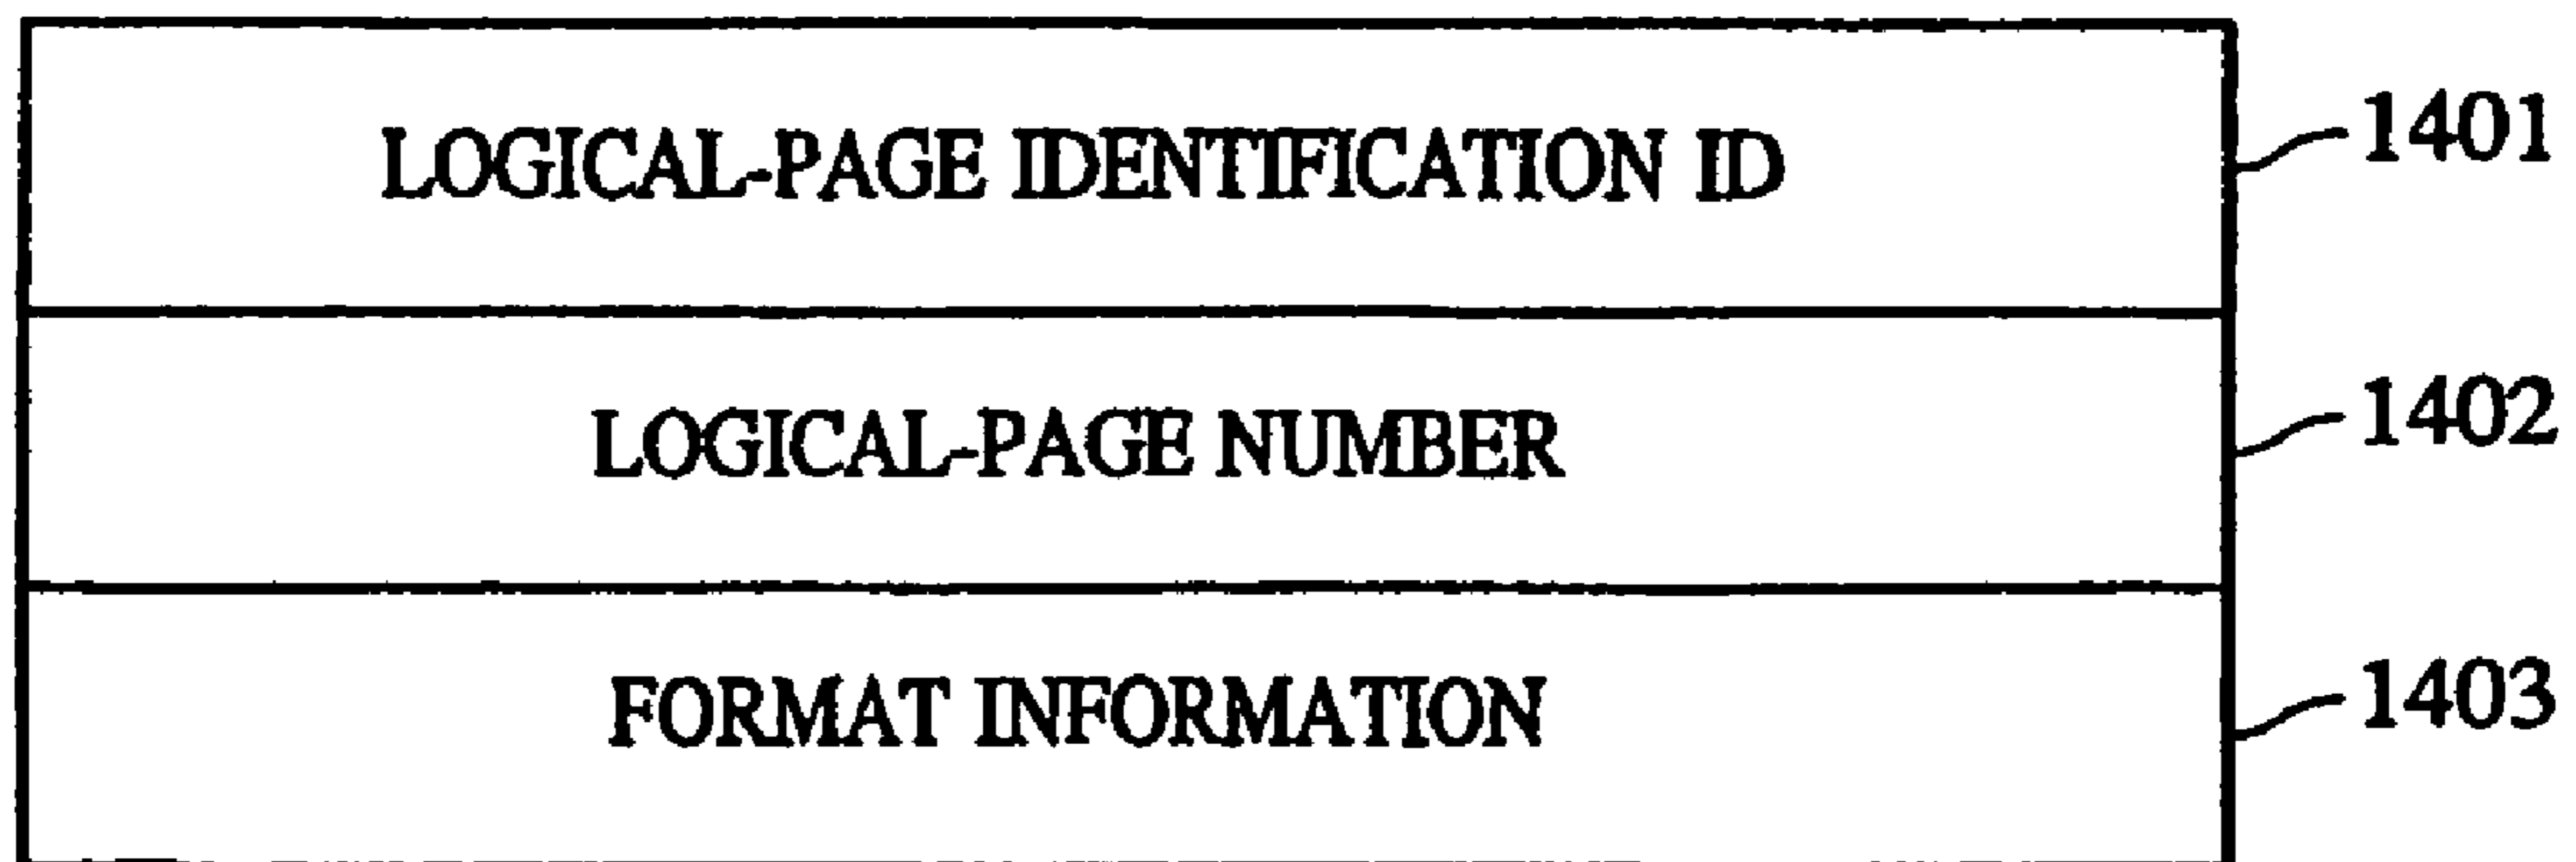 LOGICAL-PAGE IDENTIFICATION ID 1401
LOGICAL-PAGE NUMBER 1402
FORMAT INFORMATION 1403